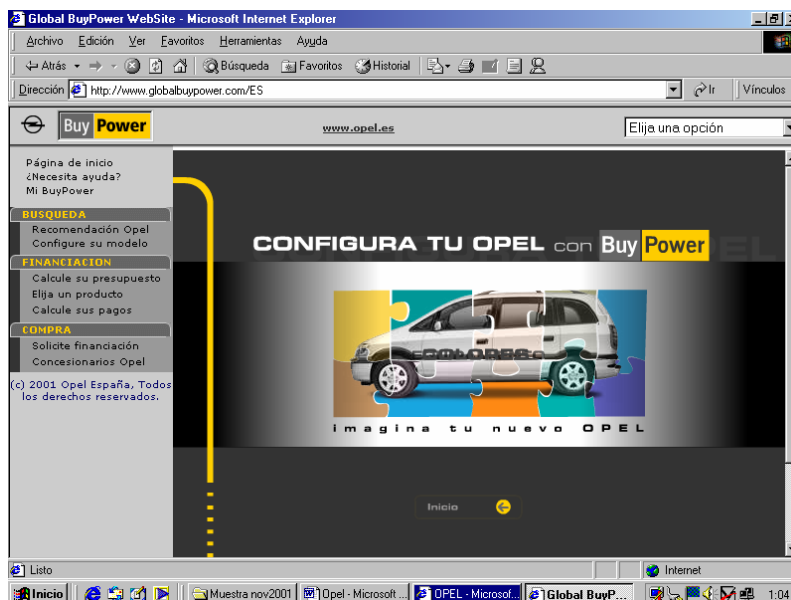 Global BuyPower WebSite - Microsoft Internet Explorer
Archivo Edición Ver Favoritos Herramientas Ayuda
Atrás Búsqueda Favoritos Historial
Dirección http://www.globalbuypower.com/ES Ir Vínculos
Buy Power www.opel.es Elija una opción
Página de inicio
¿Necesita ayuda?
Mi BuyPower
BUSQUEDA
Recomendación Opel
Configure su modelo
FINANCIACION
Calcule su presupuesto
Elija un producto
Calcule sus pagos
COMPRA
Solicite financiación
Concesionarios Opel
(c) 2001 Opel España, Todos
los derechos reservados.
CONFIGURA TU OPEL con Buy Power
COLORES
imagina tu nuevo OPEL
Inicio
Listo Internet
Inicio Muestra nov2001 Opel - Microsoft ... OPEL - Microsof... Global BuyP... 1:04